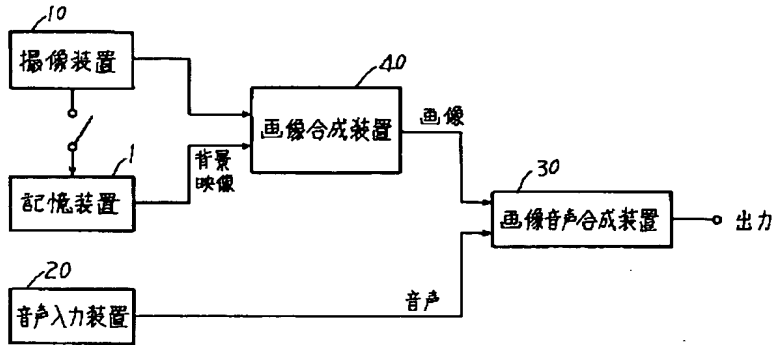 10
撮像装置
40
画像合成装置
画像
1
記憶装置
背景
映像
30
画像音声合成装置
出力
20
音声入力装置
音声